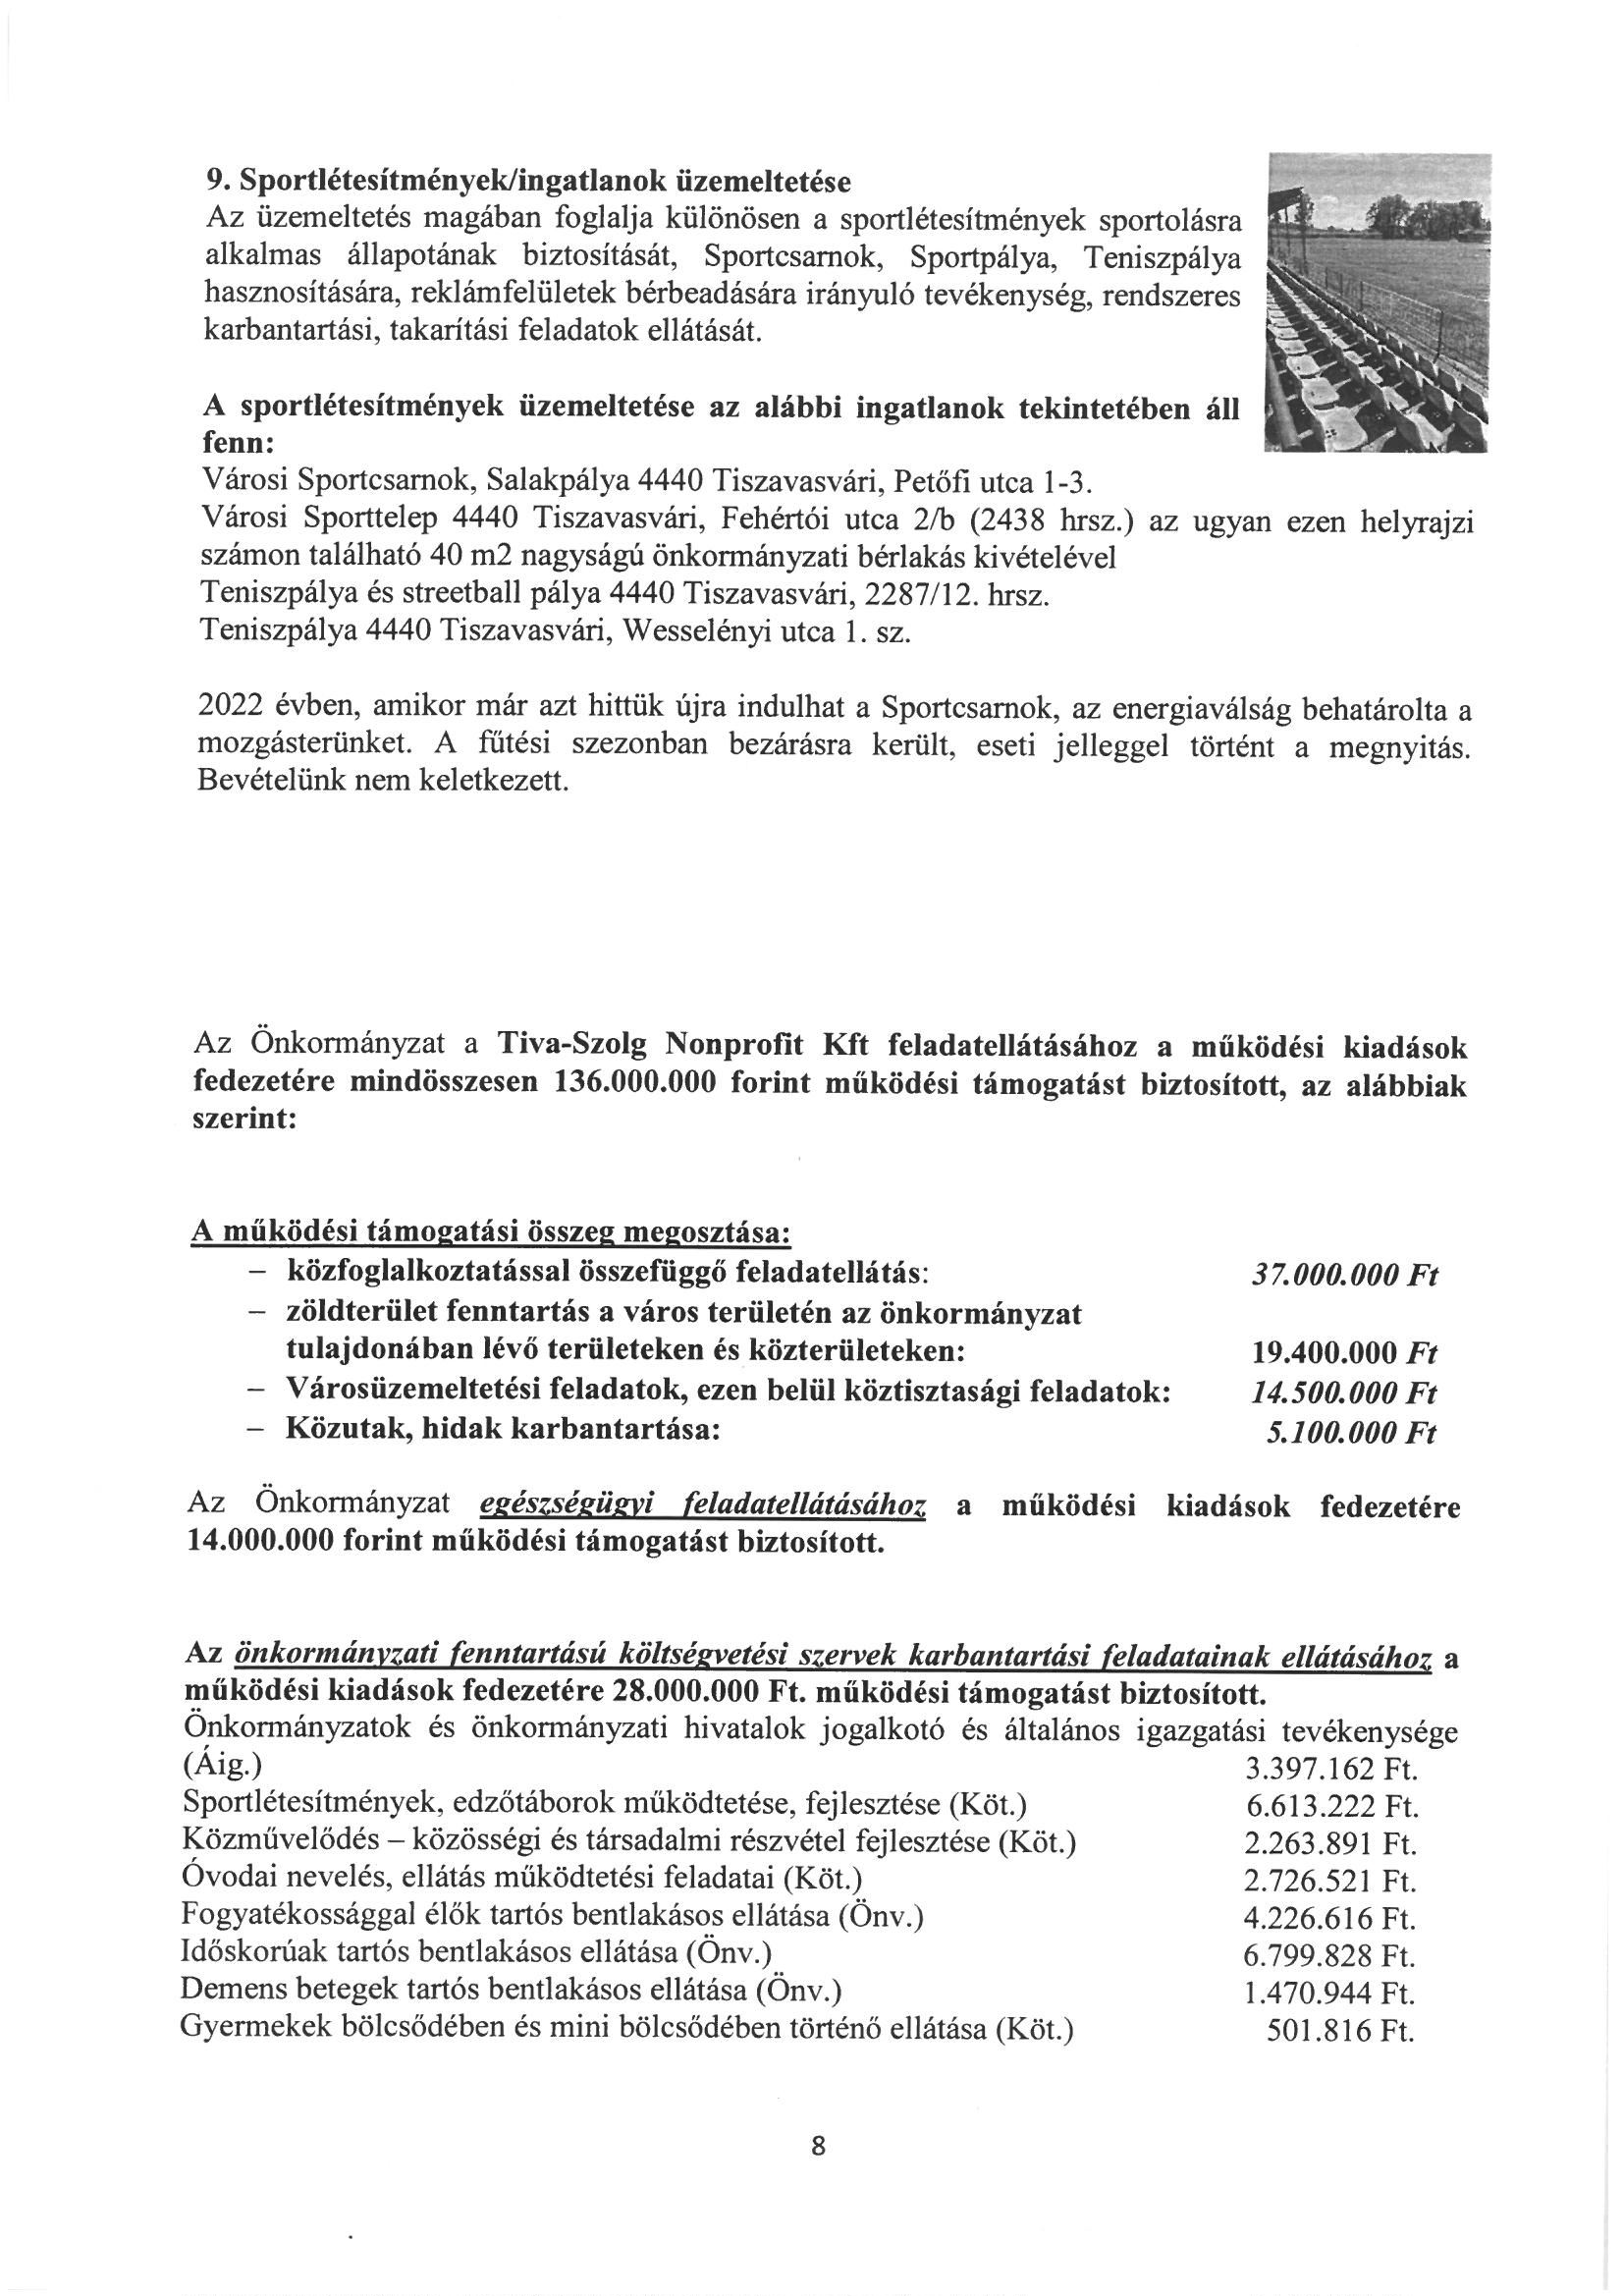 9. Sportlétesítmények/ingatlanok üzemeltetése
Az üzemeltetés magában foglalja különösen a sportlétesítmények sportolásra
alkalmas állapotának biztosítását, Sportcsarnok, Sportpálya, Teniszpálya
hasznosítására, reklámfelületek bérbeadására irányuló tevékenység, rendszeres
karbantartási, takarítási feladatok ellátását.
A sportlétesítmények üzemeltetése az alábbi ingatlanok tekintetében áll
fenn:
Városi Sportcsarnok, Salakpálya 4440 Tiszavasvári, Petőfi utca 1-3.
Városi Sporttelep 4440 Tiszavasvári, Fehértói utca 2/b (2438 hrsz.) az ugyan ezen helyrajzi
számon található 40 m2 nagyságú önkormányzati bérlakás kivételével
Teniszpálya és streetball pálya 4440 Tiszavasvári, 2287/12. hrsz.
Teniszpálya 4440 Tiszavasvári, Wesselényi utca 1. sz.
2022 évben, amikor már azt hittük újra indulhat a Sportcsarnok, az energiaválság behatárolta a
mozgásterünket. A fűtési szezonban bezárásra került, eseti jelleggel történt a megnyitás.
Bevételünk nem keletkezett.
Az Önkormányzat a Tiva-Szolg Nonprofit Kft feladatellátásához a működési kiadások
fedezetére mindösszesen 136.000.000 forint működési támogatást biztosított, az alábbiak
szerint:
A működési támogatási összeg megosztása:
– közfoglalkoztatással összefüggő feladatellátás: 37.000.000 Ft
– zöldterület fenntartás a város területén az önkormányzat
tulajdonában lévő területeken és közterületeken: 19.400.000 Ft
– Városüzemeltetési feladatok, ezen belül köztisztasági feladatok: 14.500.000 Ft
– Közutak, hidak karbantartása: 5.100.000 Ft
Az Önkormányzat egészségügyi feladatellátásához a működési kiadások fedezetére
14.000.000 forint működési támogatást biztosított.
Az önkormányzati fenntartású költségvetési szervek karbantartási feladatainak ellátásához a
működési kiadások fedezetére 28.000.000 Ft. működési támogatást biztosított.
Önkormányzatok és önkormányzati hivatalok jogalkotó és általános igazgatási tevékenysége
(Áig.) 3.397.162 Ft.
Sportlétesítmények, edzőtáborok működtetése, fejlesztése (Köt.) 6.613.222 Ft.
Közművelődés – közösségi és társadalmi részvétel fejlesztése (Köt.) 2.263.891 Ft.
Óvodai nevelés, ellátás működtetési feladatai (Köt.) 2.726.521 Ft.
Fogyatékossággal élők tartós bentlakásos ellátása (Önv.) 4.226.616 Ft.
Időskorúak tartós bentlakásos ellátása (Önv.) 6.799.828 Ft.
Demens betegek tartós bentlakásos ellátása (Önv.) 1.470.944 Ft.
Gyermekek bölcsődében és mini bölcsődében történő ellátása (Köt.) 501.816 Ft.
8